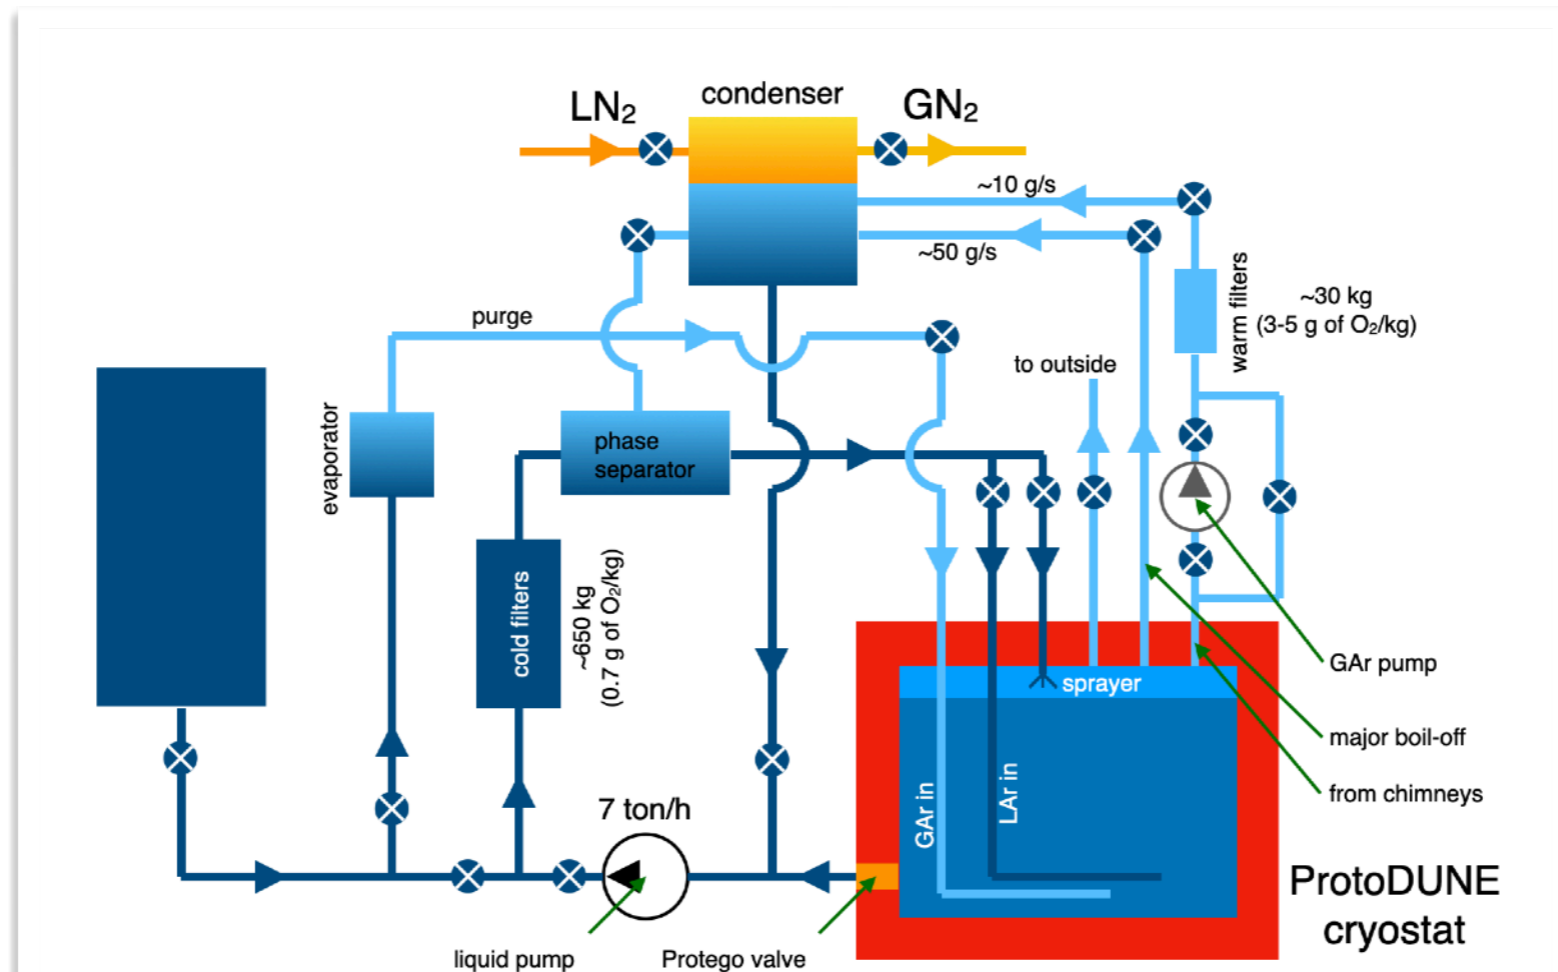 condenser
LN₂
GN₂
~10 g/s
~50 g/s
warm filters
~30 kg
(3-5 g of O₂/kg)
purge
to outside
evaporator
phase
separator
cold filters
~650 kg
(0.7 g of O₂/kg)
GAr pump
sprayer
major boil-off
from chimneys
GAr in
LAr in
7 ton/h
ProtoDUNE
cryostat
liquid pump
Protego valve